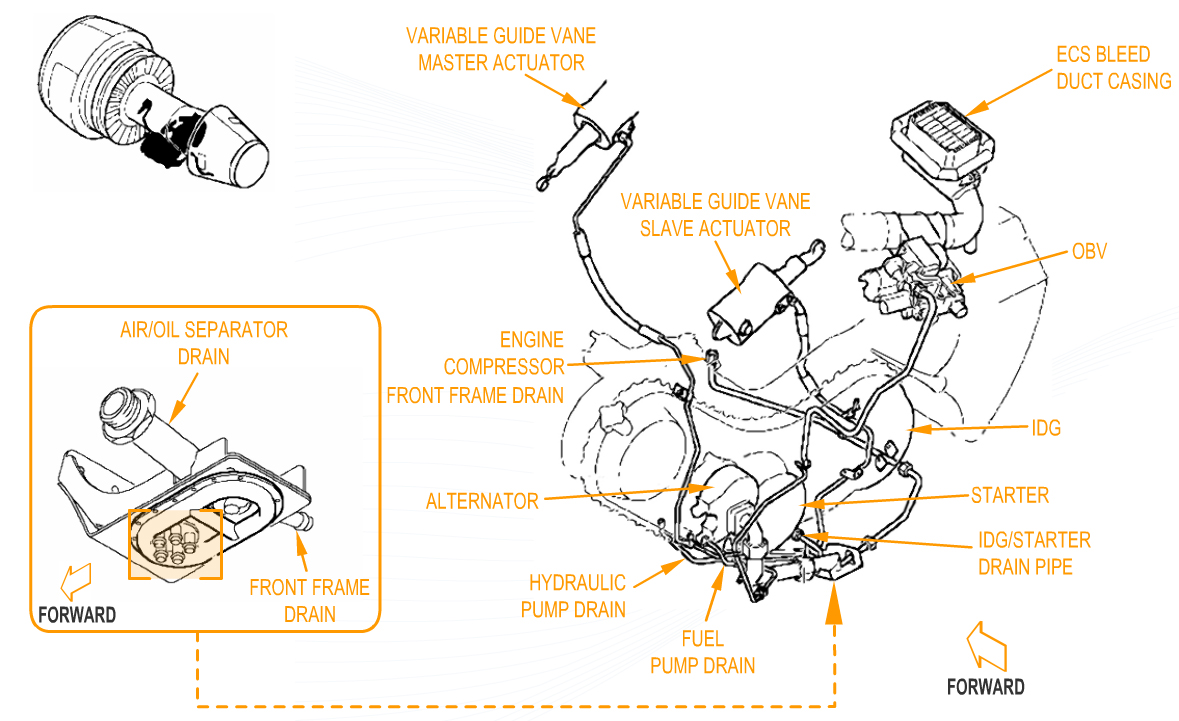 VARIABLE GUIDE VANE
MASTER ACTUATOR
ECS BLEED
DUCT CASING
VARIABLE GUIDE VANE
SLAVE ACTUATOR
OBV
AIR/OIL SEPARATOR
DRAIN
ENGINE
COMPRESSOR
FRONT FRAME DRAIN
IDG
ALTERNATOR
STARTER
IDG/STARTER
DRAIN PIPE
HYDRAULIC
PUMP DRAIN
FRONT FRAME
DRAIN
FORWARD
FUEL
PUMP DRAIN
FORWARD